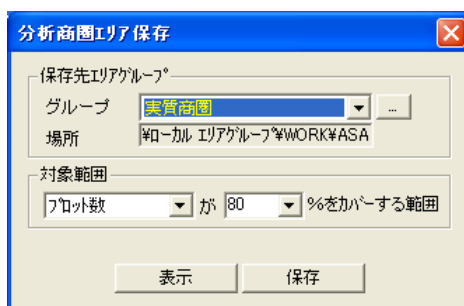 分析商圏ｴﾘｱ保存
保存先ｴﾘｱｸﾞﾙｰﾌﾟ
グループ 実質商圏 ...
場所 ¥ﾛｰｶﾙ ｴﾘｱｸﾞﾙｰﾌﾟ¥WORK¥ASA
対象範囲
ﾌﾟﾛｯﾄ数 が 80 %をｶﾊﾞｰする範囲
表示 保存